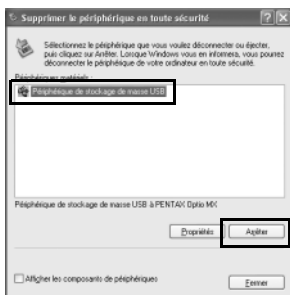 Supprimer le périphérique en toute sécurité
Sélectionnez le périphérique que vous voulez déconnecter ou éjecter,
puis cliquez sur Arrêter. Lorsque Windows vous en informera, vous pourrez
déconnecter le périphérique de votre ordinateur en toute sécurité.
Périphériques matériels :
Périphérique de stockage de masse USB
Périphérique de stockage de masse USB à PENTAX Optio MX
Propriétés
Arrêter
Afficher les composants de périphériques
Fermer